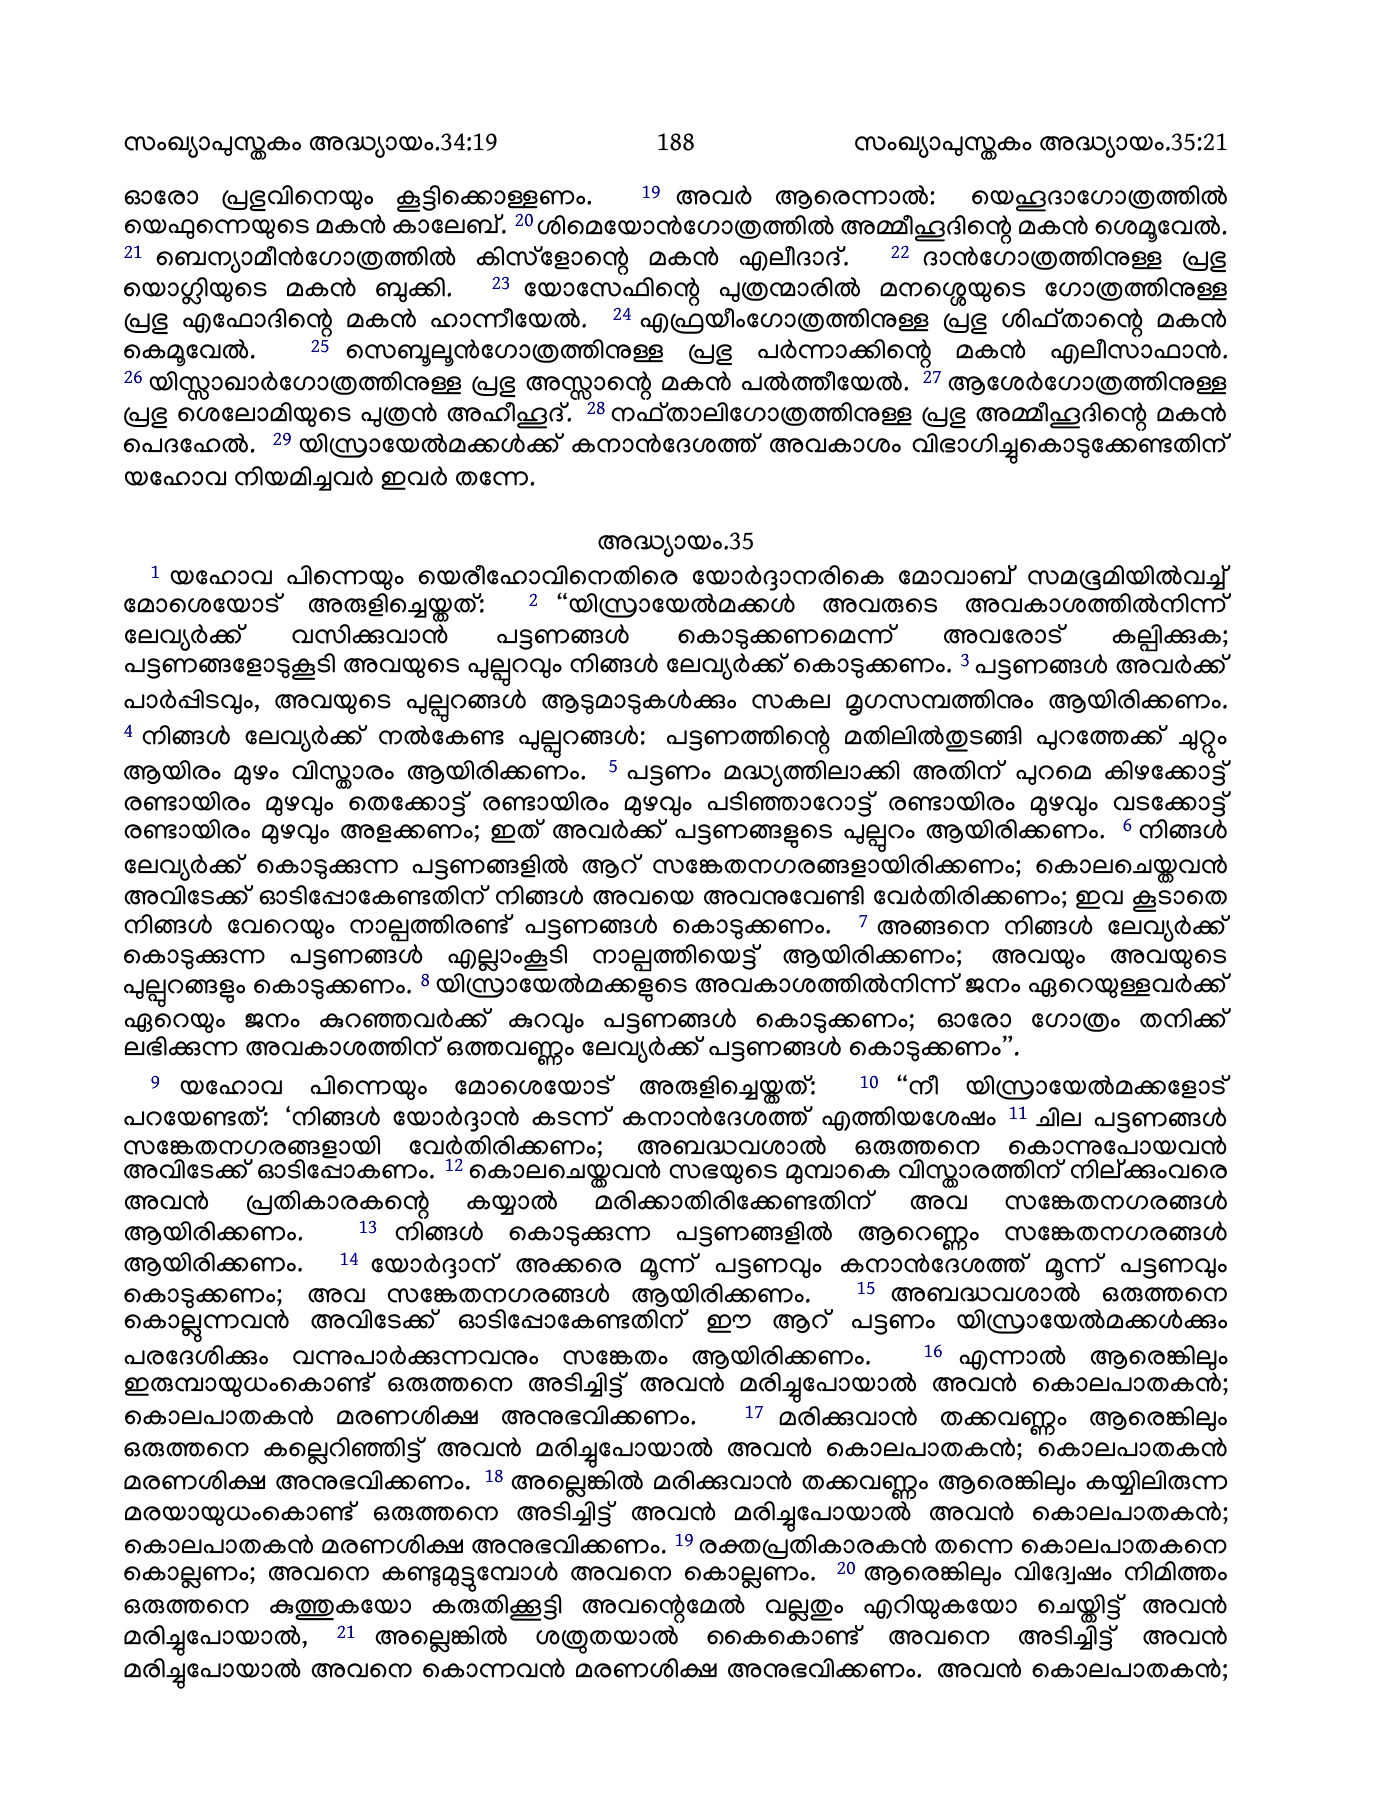 സംഖ്യാപുസ്തകം അദ്ധ്യായം.34:19 188 സംഖ്യാപുസ്തകം അദ്ധ്യായം.35:21
ഓരോ പ്രഭുവിനെയും കൂട്ടിക്കൊള്ളണം. 19 അവർ ആരെന്നാൽ: യെഹൂദാഗോത്രത്തിൽ
യെഫുന്നെയുടെ മകൻ കാലേബ്. 20 ശിമെയോൻഗോത്രത്തിൽ അമ്മീഹൂദിന്റെ മകൻ ശെമൂവേൽ.
21 ബെന്യാമീൻഗോത്രത്തിൽ കിസ്ളോന്റെ മകൻ എലീദാദ്. 22 ദാൻഗോത്രത്തിനുള്ള പ്രഭു
യൊഗ്ലിയുടെ മകൻ ബുക്കി. 23 യോസേഫിന്റെ പുത്രന്മാരിൽ മനശ്ശെയുടെ ഗോത്രത്തിനുള്ള
പ്രഭു എഫോദിന്റെ മകൻ ഹാന്നീയേൽ. 24 എഫ്രയീംഗോത്രത്തിനുള്ള പ്രഭു ശിഫ്താന്റെ മകൻ
കെമൂവേൽ. 25 സെബൂലൂൻഗോത്രത്തിനുള്ള പ്രഭു പർന്നാക്കിന്റെ മകൻ എലീസാഫാൻ.
26 യിസ്സാഖാർഗോത്രത്തിനുള്ള പ്രഭു അസ്സാന്റെ മകൻ പൽത്തീയേൽ. 27 ആശേർഗോത്രത്തിനുള്ള
പ്രഭു ശെലോമിയുടെ പുത്രൻ അഹീഹൂദ്. 28 നഫ്താലിഗോത്രത്തിനുള്ള പ്രഭു അമ്മീഹൂദിന്റെ മകൻ
പെദഹേൽ. 29 യിസ്രായേൽമക്കൾക്ക് കനാൻദേശത്ത് അവകാശം വിഭാഗിച്ചുകൊടുക്കേണ്ടതിന്
യഹോവ നിയമിച്ചവർ ഇവർ തന്നേ.
അദ്ധ്യായം.35
1 യഹോവ പിന്നെയും യെരീഹോവിനെതിരെ യോർദ്ദാനരികെ മോവാബ് സമഭൂമിയിൽവച്ച്
മോശെയോട് അരുളിച്ചെയ്തത്: 2 “യിസ്രായേൽമക്കൾ അവരുടെ അവകാശത്തിൽനിന്ന്
ലേവ്യർക്ക് വസിക്കുവാൻ പട്ടണങ്ങൾ കൊടുക്കണമെന്ന് അവരോട് കല്പിക്കുക;
പട്ടണങ്ങളോടുകൂടി അവയുടെ പുല്പുറവും നിങ്ങൾ ലേവ്യർക്ക് കൊടുക്കണം. 3 പട്ടണങ്ങൾ അവർക്ക്
പാർപ്പിടവും, അവയുടെ പുല്പുറങ്ങൾ ആടുമാടുകൾക്കും സകല മൃഗസമ്പത്തിനും ആയിരിക്കണം.
4 നിങ്ങൾ ലേവ്യർക്ക് നൽകേണ്ട പുല്പുറങ്ങൾ: പട്ടണത്തിന്റെ മതിലിൽതുടങ്ങി പുറത്തേക്ക് ചുറ്റും
ആയിരം മുഴം വിസ്താരം ആയിരിക്കണം. 5 പട്ടണം മദ്ധ്യത്തിലാക്കി അതിന് പുറമെ കിഴക്കോട്ട്
രണ്ടായിരം മുഴവും തെക്കോട്ട് രണ്ടായിരം മുഴവും പടിഞ്ഞാറോട്ട് രണ്ടായിരം മുഴവും വടക്കോട്ട്
രണ്ടായിരം മുഴവും അളക്കണം; ഇത് അവർക്ക് പട്ടണങ്ങളുടെ പുല്പുറം ആയിരിക്കണം. 6 നിങ്ങൾ
ലേവ്യർക്ക് കൊടുക്കുന്ന പട്ടണങ്ങളിൽ ആറ് സങ്കേതനഗരങ്ങളായിരിക്കണം; കൊലചെയ്തവൻ
അവിടേക്ക് ഓടിപ്പോകേണ്ടതിന് നിങ്ങൾ അവയെ അവനുവേണ്ടി വേർതിരിക്കണം; ഇവ കൂടാതെ
നിങ്ങൾ വേറെയും നാല്പത്തിരണ്ട് പട്ടണങ്ങൾ കൊടുക്കണം. 7 അങ്ങനെ നിങ്ങൾ ലേവ്യർക്ക്
കൊടുക്കുന്ന പട്ടണങ്ങൾ എല്ലാംകൂടി നാല്പത്തിയെട്ട് ആയിരിക്കണം; അവയും അവയുടെ
പുല്പുറങ്ങളും കൊടുക്കണം. 8 യിസ്രായേൽമക്കളുടെ അവകാശത്തിൽനിന്ന് ജനം ഏറെയുള്ളവർക്ക്
ഏറെയും ജനം കുറഞ്ഞവർക്ക് കുറവും പട്ടണങ്ങൾ കൊടുക്കണം; ഓരോ ഗോത്രം തനിക്ക്
ലഭിക്കുന്ന അവകാശത്തിന് ഒത്തവണ്ണം ലേവ്യർക്ക് പട്ടണങ്ങൾ കൊടുക്കണം”.
9 യഹോവ പിന്നെയും മോശെയോട് അരുളിച്ചെയ്തത്: 10 “നീ യിസ്രായേൽമക്കളോട്
പറയേണ്ടത്: ‘നിങ്ങൾ യോർദ്ദാൻ കടന്ന് കനാൻദേശത്ത് എത്തിയശേഷം 11 ചില പട്ടണങ്ങൾ
സങ്കേതനഗരങ്ങളായി വേർതിരിക്കണം; അബദ്ധവശാൽ ഒരുത്തനെ കൊന്നുപോയവൻ
അവിടേക്ക് ഓടിപ്പോകണം. 12 കൊലചെയ്തവൻ സഭയുടെ മുമ്പാകെ വിസ്താരത്തിന് നില്ക്കുംവരെ
അവൻ പ്രതികാരകന്റെ കയ്യാൽ മരിക്കാതിരിക്കേണ്ടതിന് അവ സങ്കേതനഗരങ്ങൾ
ആയിരിക്കണം. 13 നിങ്ങൾ കൊടുക്കുന്ന പട്ടണങ്ങളിൽ ആറെണ്ണം സങ്കേതനഗരങ്ങൾ
ആയിരിക്കണം. 14 യോർദ്ദാന് അക്കരെ മൂന്ന് പട്ടണവും കനാൻദേശത്ത് മൂന്ന് പട്ടണവും
കൊടുക്കണം; അവ സങ്കേതനഗരങ്ങൾ ആയിരിക്കണം. 15 അബദ്ധവശാൽ ഒരുത്തനെ
കൊല്ലുന്നവൻ അവിടേക്ക് ഓടിപ്പോകേണ്ടതിന് ഈ ആറ് പട്ടണം യിസ്രായേൽമക്കൾക്കും
പരദേശിക്കും വന്നുപാർക്കുന്നവനും സങ്കേതം ആയിരിക്കണം. 16 എന്നാൽ ആരെങ്കിലും
ഇരുമ്പായുധംകൊണ്ട് ഒരുത്തനെ അടിച്ചിട്ട് അവൻ മരിച്ചുപോയാൽ അവൻ കൊലപാതകൻ;
കൊലപാതകൻ മരണശിക്ഷ അനുഭവിക്കണം. 17 മരിക്കുവാൻ തക്കവണ്ണം ആരെങ്കിലും
ഒരുത്തനെ കല്ലെറിഞ്ഞിട്ട് അവൻ മരിച്ചുപോയാൽ അവൻ കൊലപാതകൻ; കൊലപാതകൻ
മരണശിക്ഷ അനുഭവിക്കണം. 18 അല്ലെങ്കിൽ മരിക്കുവാൻ തക്കവണ്ണം ആരെങ്കിലും കയ്യിലിരുന്ന
മരയായുധംകൊണ്ട് ഒരുത്തനെ അടിച്ചിട്ട് അവൻ മരിച്ചുപോയാൽ അവൻ കൊലപാതകൻ;
കൊലപാതകൻ മരണശിക്ഷ അനുഭവിക്കണം. 19 രക്തപ്രതികാരകൻ തന്നെ കൊലപാതകനെ
കൊല്ലണം; അവനെ കണ്ടുമുട്ടുമ്പോൾ അവനെ കൊല്ലണം. 20 ആരെങ്കിലും വിദ്വേഷം നിമിത്തം
ഒരുത്തനെ കുത്തുകയോ കരുതിക്കൂട്ടി അവന്റെമേൽ വല്ലതും എറിയുകയോ ചെയ്തിട്ട് അവൻ
മരിച്ചുപോയാൽ, 21 അല്ലെങ്കിൽ ശത്രുതയാൽ കൈകൊണ്ട് അവനെ അടിച്ചിട്ട് അവൻ
മരിച്ചുപോയാൽ അവനെ കൊന്നവൻ മരണശിക്ഷ അനുഭവിക്കണം. അവൻ കൊലപാതകൻ;